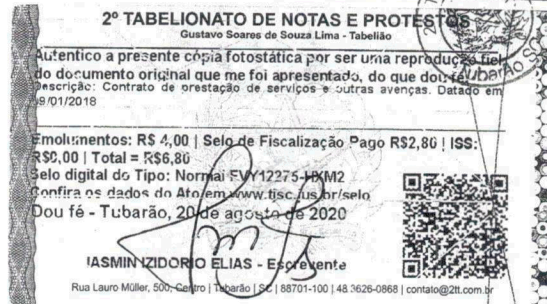 2º TABELIONATO DE NOTAS E PROTESTOS
Gustavo Soares de Souza Lima - Tabelião
Autentico a presente cópia fotostática por ser uma reprodução fiel
do documento original que me foi apresentado, do que dou fé.
Descrição: Contrato de prestação de serviços e outras avenças. Datado em
09/01/2018
Emolumentos: R$ 4,00 | Selo de Fiscalização Pago R$2,80 | ISS:
R$0,00 | Total = R$6,80
Selo digital do Tipo: Normal FVY12275-HXM2
Confira os dados do Ato em www.tjsc.jus.br/selo
Dou fé - Tubarão, 20 de agosto de 2020
IASMIN IZIDORIO ELIAS - Escrevente
Rua Lauro Müller, 500, Centro | Tubarão | SC | 88701-100 | 48 3626-0868 | contato@2tt.com.br